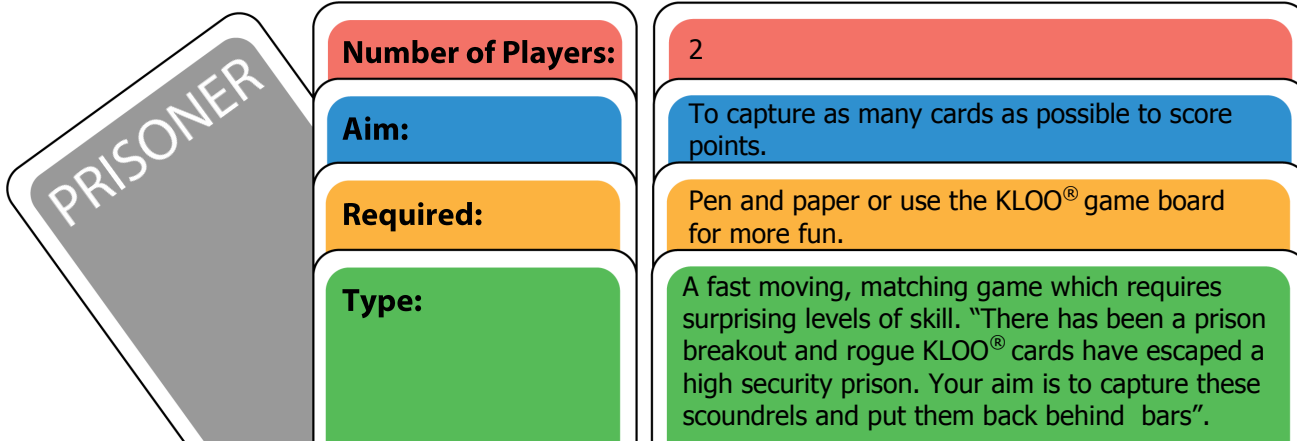 PRISONER
Number of Players:
2
Aim:
To capture as many cards as possible to score
points.
Required:
Pen and paper or use the KLOO® game board
for more fun.
Type:
A fast moving, matching game which requires
surprising levels of skill. “There has been a prison
breakout and rogue KLOO® cards have escaped a
high security prison. Your aim is to capture these
scoundrels and put them back behind  bars”.